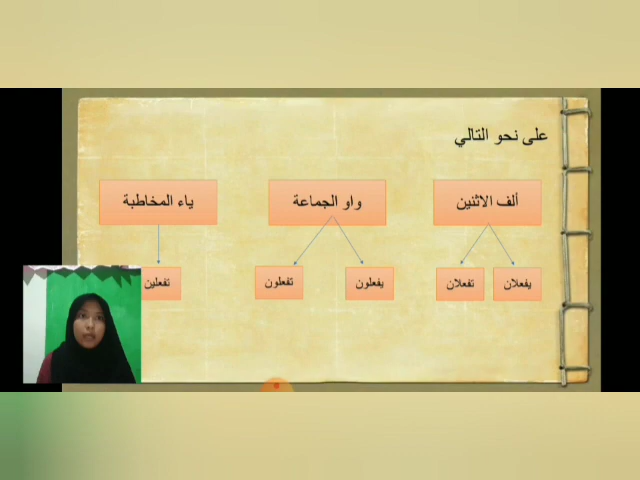 على نحو التالي
ألف الاثنين
واو الجماعة
ياء المخاطبة
يفعلان
تفعلان
يفعلون
تفعلون
تفعلين